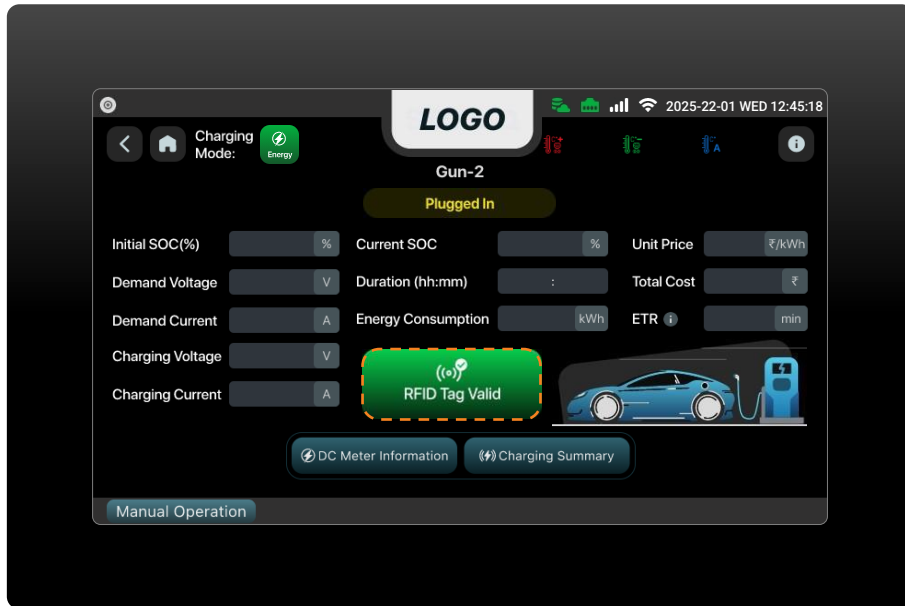 LOGO
2025-22-01 WED 12:45:18
Charging
Mode:
Energy
Gun-2
Plugged In
Initial SOC(%) %
Current SOC %
Unit Price ₹/kWh
Demand Voltage V
Duration (hh:mm) :
Total Cost ₹
Demand Current A
Energy Consumption kWh
ETR i min
Charging Voltage V
Charging Current A
RFID Tag Valid
DC Meter Information
Charging Summary
Manual Operation